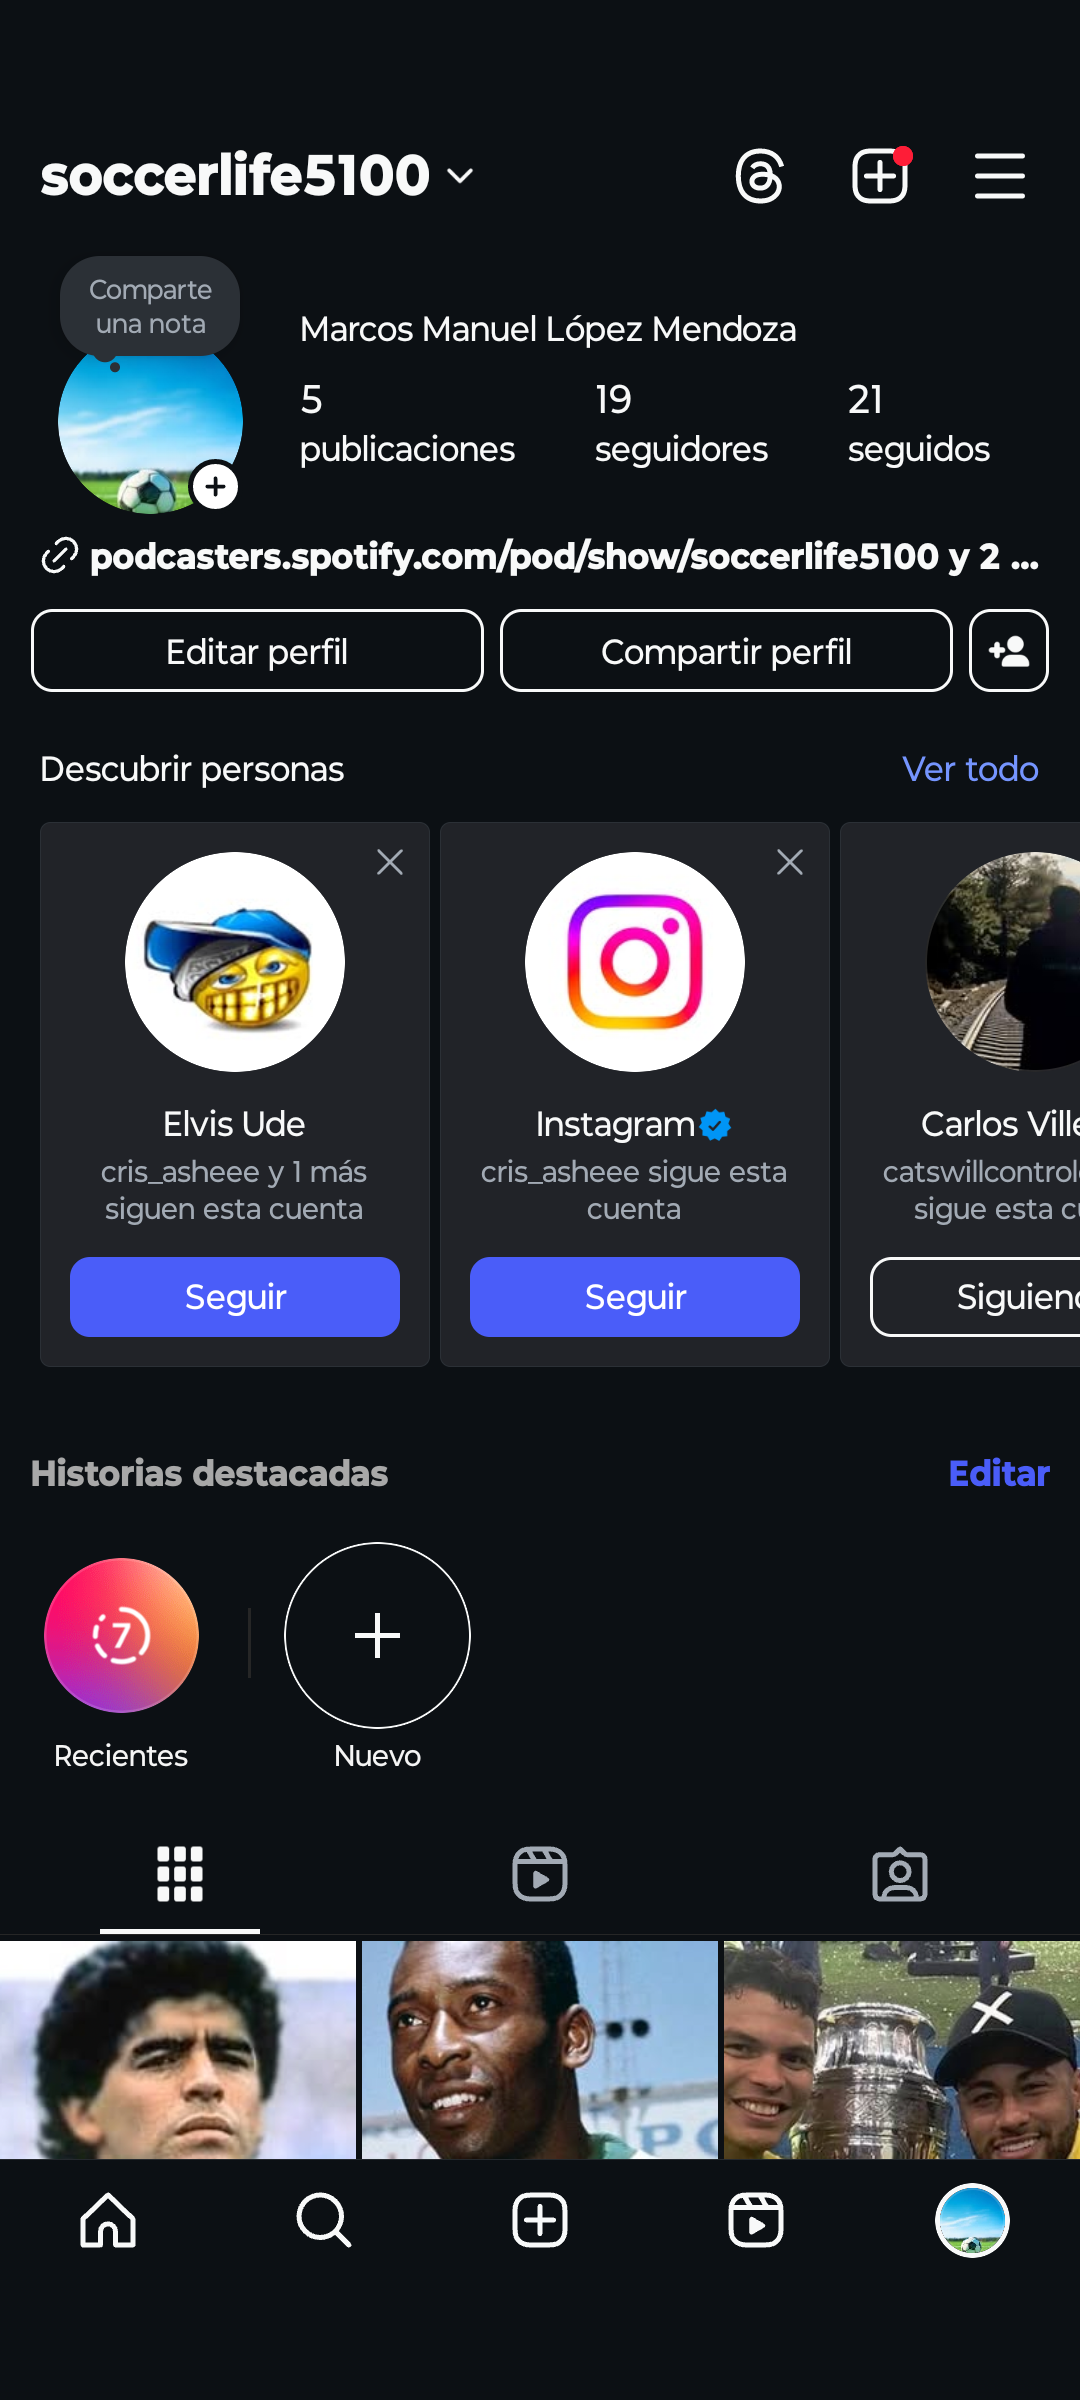 soccerlife5100
Comparte
una nota
Marcos Manuel López Mendoza
5 19 21
publicaciones seguidores seguidos
podcasters.spotify.com/pod/show/soccerlife5100 y 2 ...
Editar perfil Compartir perfil
Descubrir personas Ver todo
Elvis Ude Instagram Carlos Ville
cris_asheee y 1 más cris_asheee sigue esta catswillcontrol
siguen esta cuenta cuenta sigue esta cu
Seguir Seguir Siguiend
Historias destacadas Editar
7
Recientes Nuevo